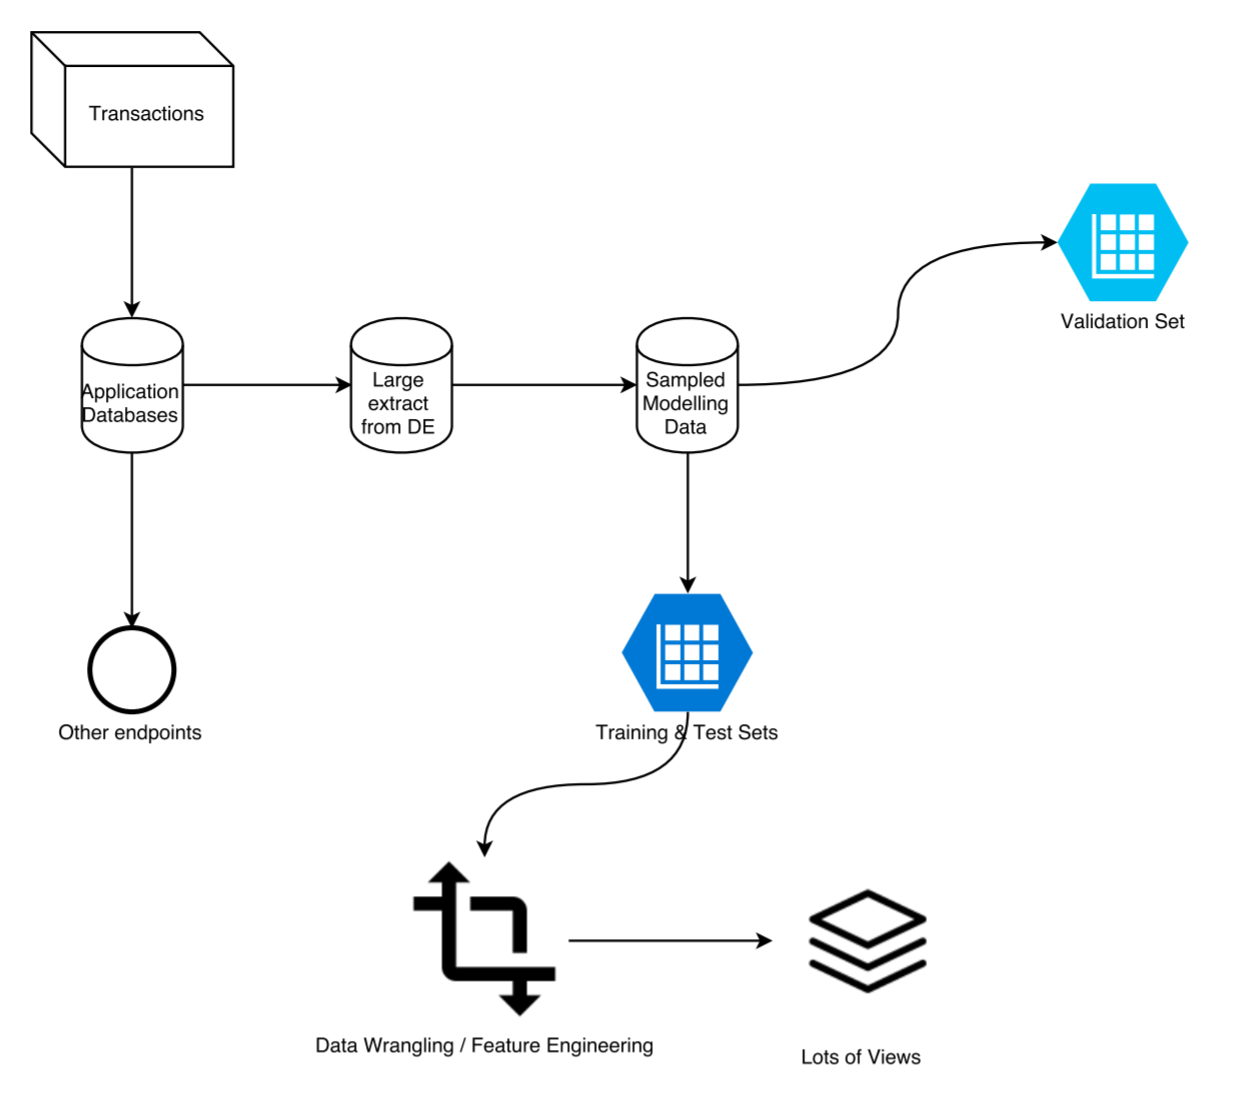 Transactions
Validation Set
Application
Databases
Large
extract
from DE
Sampled
Modelling
Data
Other endpoints
Training & Test Sets
Data Wrangling / Feature Engineering
Lots of Views